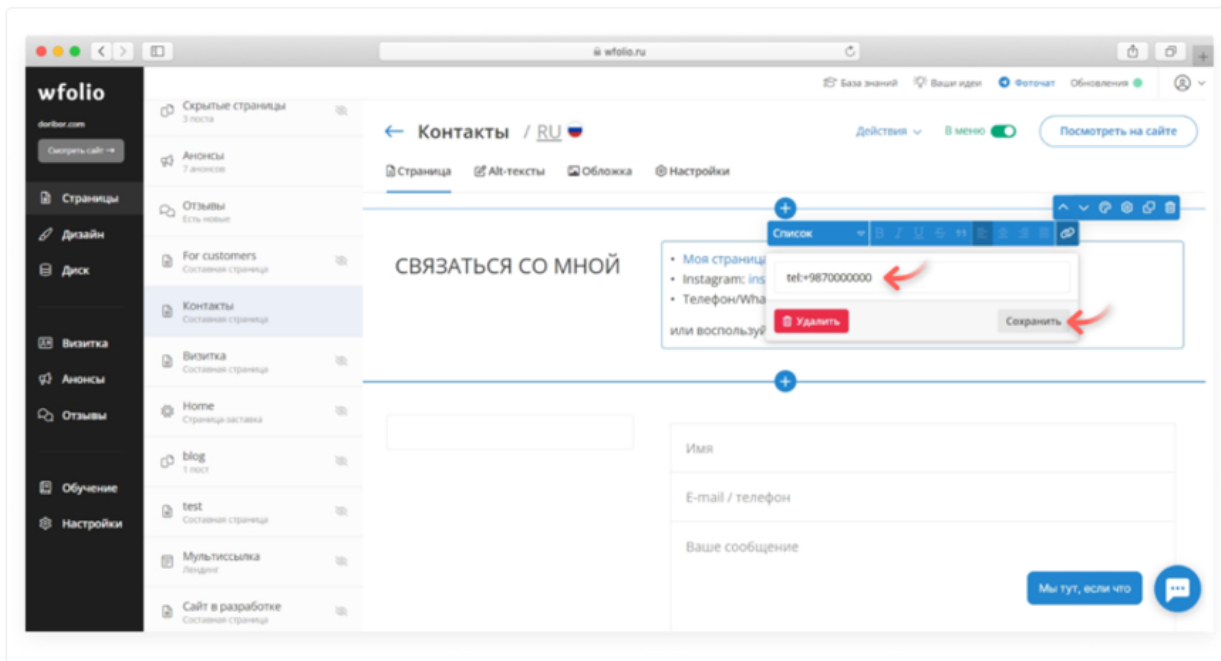 wfolio.ru
wfolio
doribor.com
Смотреть сайт →
Страницы
Дизайн
Диск
Визитка
Анонсы
Отзывы
Обучение
Настройки
Скрытые страницы
3 поста
Анонсы
7 анонсов
Отзывы
Есть новые
For customers
Составная страница
Контакты
Составная страница
Визитка
Составная страница
Home
Страница-заставка
blog
1 пост
test
Составная страница
Мультиссылка
Лендинг
Сайт в разработке
Составная страница
База знаний Ваши идеи Фоточат Обновления
← Контакты / RU
Действия В меню Посмотреть на сайте
Страница Alt-тексты Обложка Настройки
Список B I U S
СВЯЗАТЬСЯ СО МНОЙ
• Моя страниц
• Instagram: ins
• Телефон/Wha
или воспользуй
tel:+9870000000
Удалить Сохранить
Имя
E-mail / телефон
Ваше сообщение
Мы тут, если что